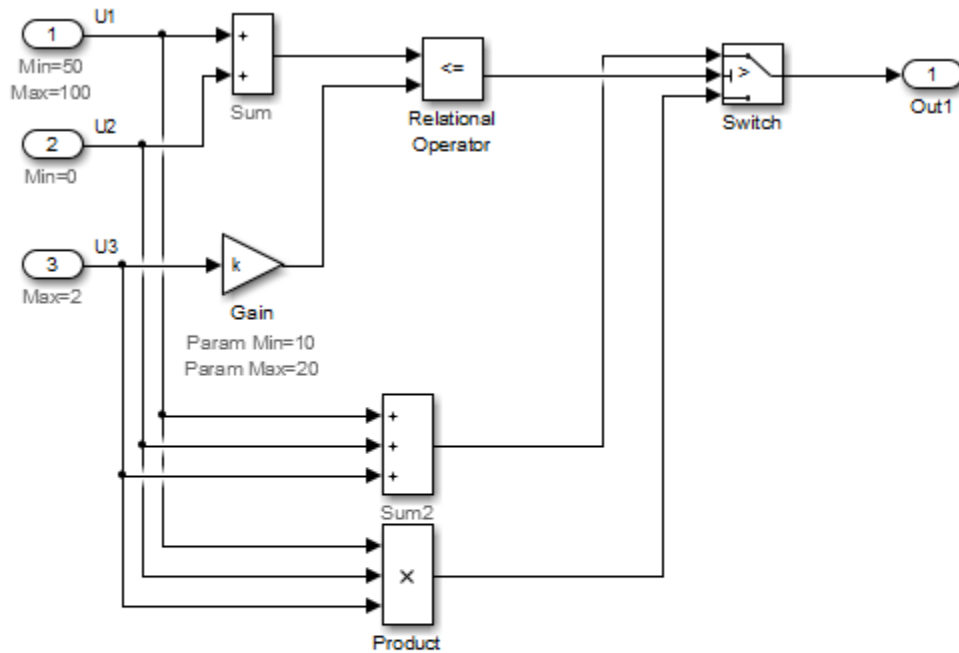 1
U1
Min=50
Max=100
2
U2
Min=0
3
U3
Max=2
+
+
Sum
k
Gain
Param Min=10
Param Max=20
<=
Relational
Operator
>
Switch
1
Out1
+
+
+
Sum2
×
Product